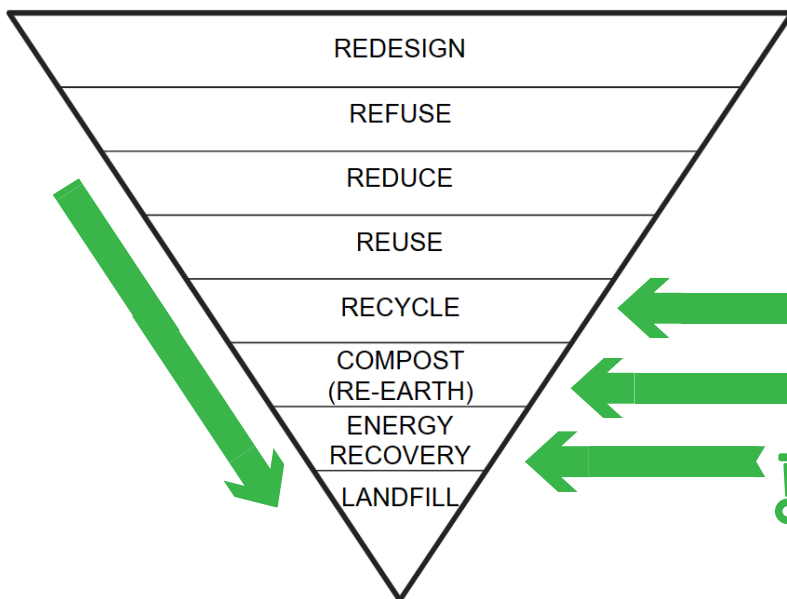 REDESIGN
REFUSE
REDUCE
REUSE
RECYCLE
COMPOST
(RE-EARTH)
ENERGY
RECOVERY
LANDFILL